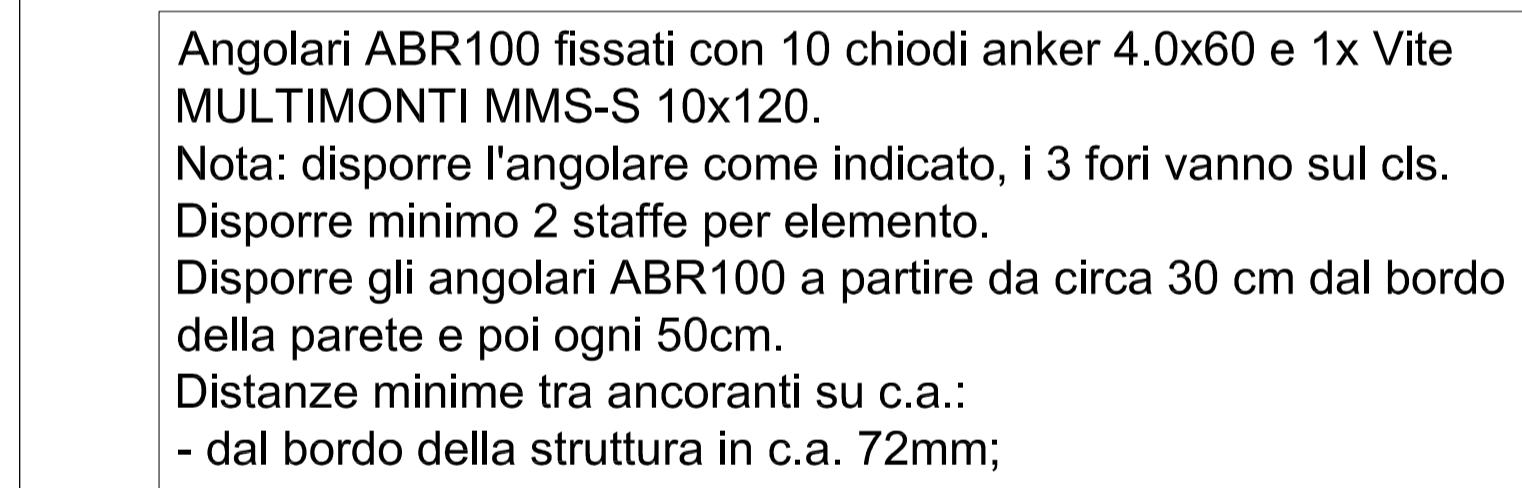 Angolari ABR100 fissati con 10 chiodi anker 4.0x60 e 1x Vite
MULTIMONTI MMS-S 10x120.
Nota: disporre l'angolare come indicato, i 3 fori vanno sul cls.
Disporre minimo 2 staffe per elemento.
Disporre gli angolari ABR100 a partire da circa 30 cm dal bordo
della parete e poi ogni 50cm.
Distanze minime tra ancoranti su c.a.:
- dal bordo della struttura in c.a. 72mm;